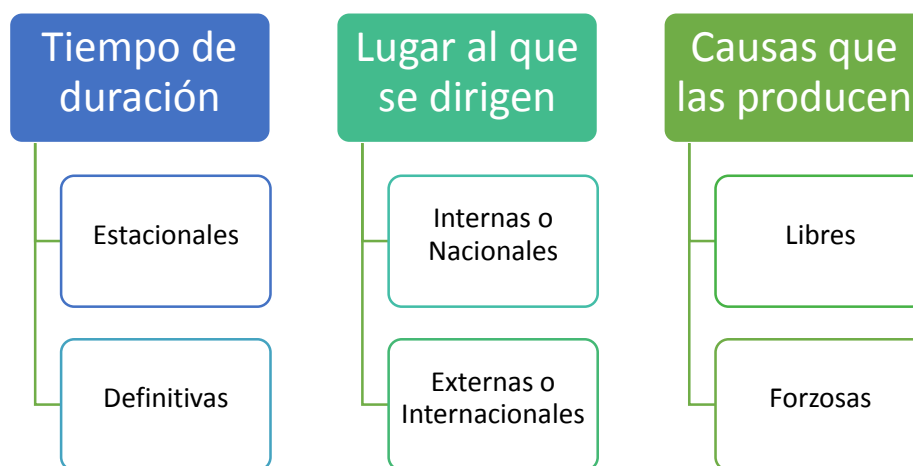 Tiempo de
duración
Estacionales
Definitivas
Lugar al que
se dirigen
Internas o
Nacionales
Externas o
Internacionales
Causas que
las producen
Libres
Forzosas